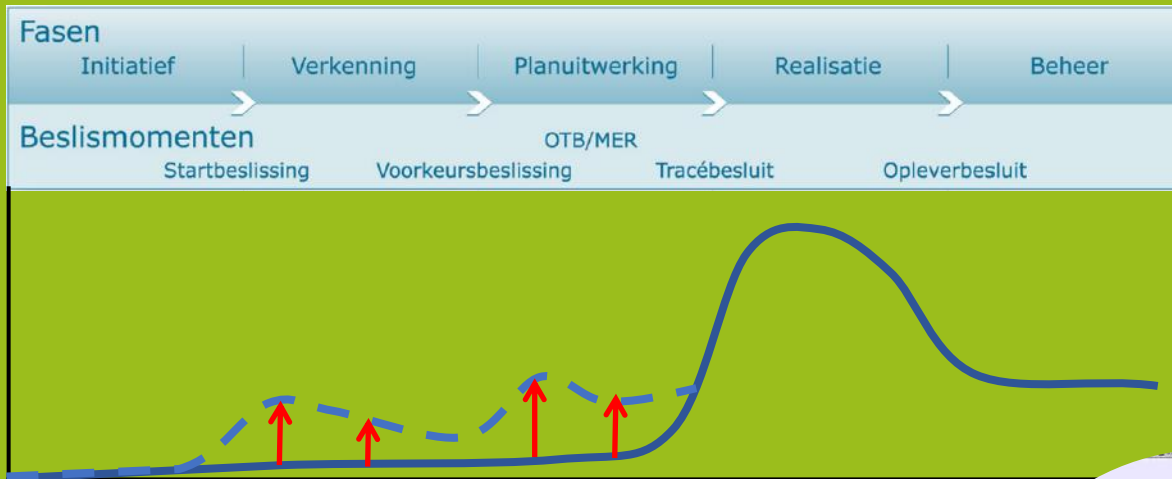 Fasen
Initiatief Verkenning Planuitwerking Realisatie Beheer
Beslismomenten OTB/MER
Startbeslissing Voorkeursbeslissing Tracébesluit Opleverbesluit